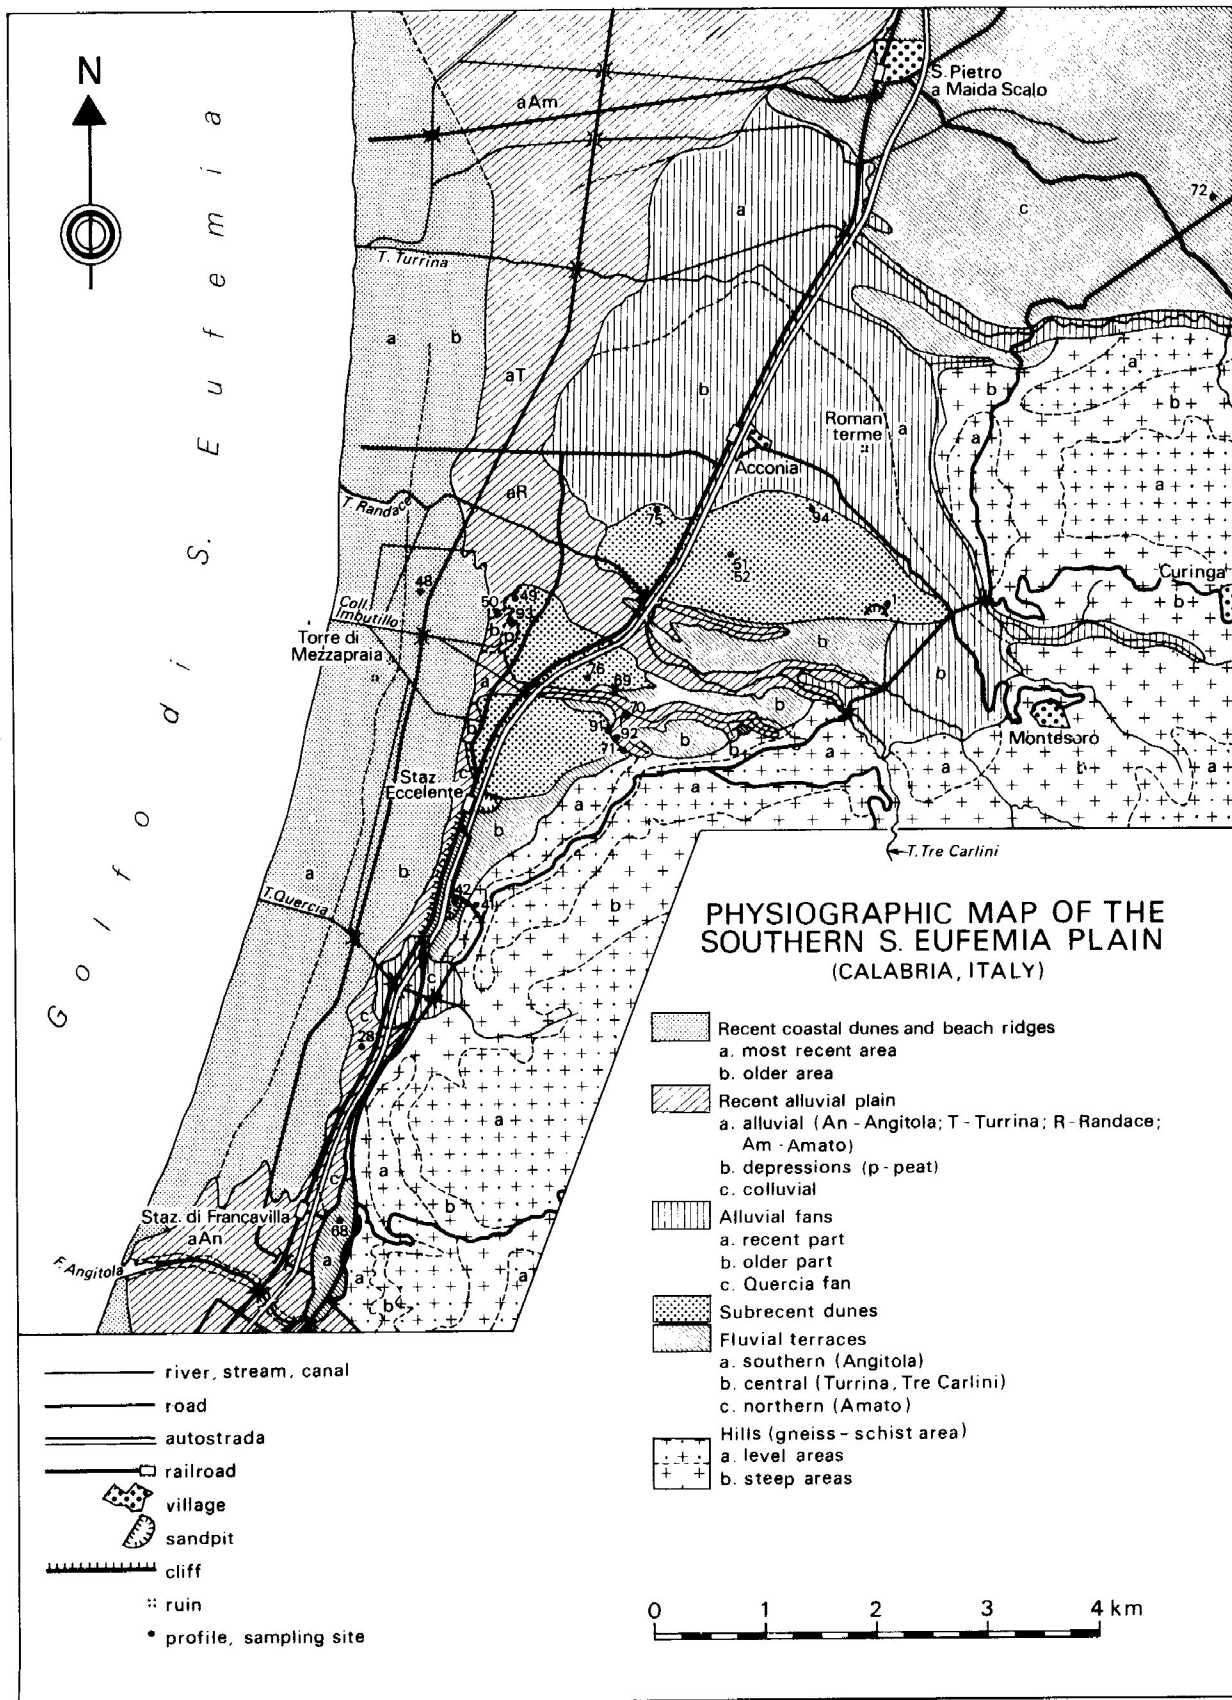 N
Golfo di S. Eufemia
S. Pietro
a Maida Scalo
aAm
a
c
72
T. Turrina
a
b
aT
b
a
b
a
b
a
Roman
terme
a
Acconia
aR
T. Randace
75
94
51
52
1
48
49
50
93
b
p
Coll.
Imbutillo
Torre di
Mezzapraia
Curinga
b
b
b
76
69
a
b
70
b
91
92
71
b
b
a
Montesoro
b
a
a
c
Staz.
Eccelente
a
b
a
a
b
T. Tre Carlini
b
T. Quercia
42
41
c
c
28
a
a
b
c
Staz. di Francavilla
aAn
68
F. Angitola
a
a
b
a
PHYSIOGRAPHIC MAP OF THE
SOUTHERN S. EUFEMIA PLAIN
(CALABRIA, ITALY)
Recent coastal dunes and beach ridges
a. most recent area
b. older area
Recent alluvial plain
a. alluvial (An - Angitola; T - Turrina; R - Randace;
Am - Amato)
b. depressions (p - peat)
c. colluvial
Alluvial fans
a. recent part
b. older part
c. Quercia fan
Subrecent dunes
Fluvial terraces
a. southern (Angitola)
b. central (Turrina, Tre Carlini)
c. northern (Amato)
Hills (gneiss - schist area)
a. level areas
b. steep areas
river, stream, canal
road
autostrada
railroad
village
sandpit
cliff
ruin
profile, sampling site
0 1 2 3 4 km